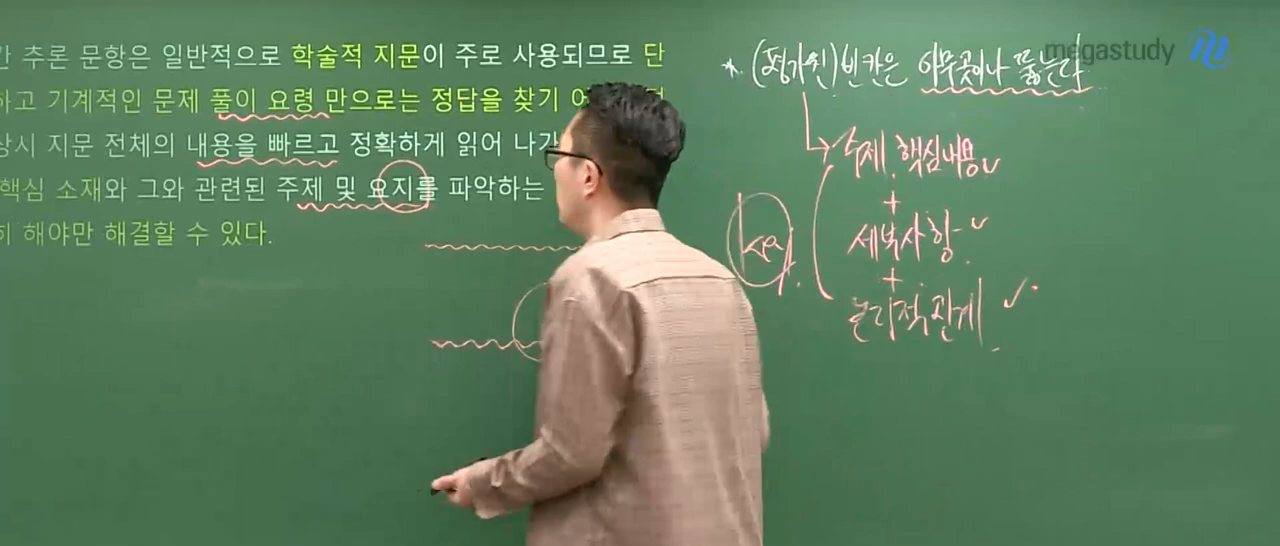 추론 문항은 일반적으로 학술적 지문이 주로 사용되므로 단
하고 기계적인 문제 풀이 요령 만으로는 정답을 찾기
상시 지문 전체의 내용을 빠르고 정확하게 읽어 나가
핵심 소재와 그와 관련된 주제 및 요지를 파악하는
히 해야만 해결할 수 있다.
megastudy
* (평가원) 빈칸은 아무곳이나 뚫는다
주제, 핵심내용
+
세부사항
+
논리적 관계